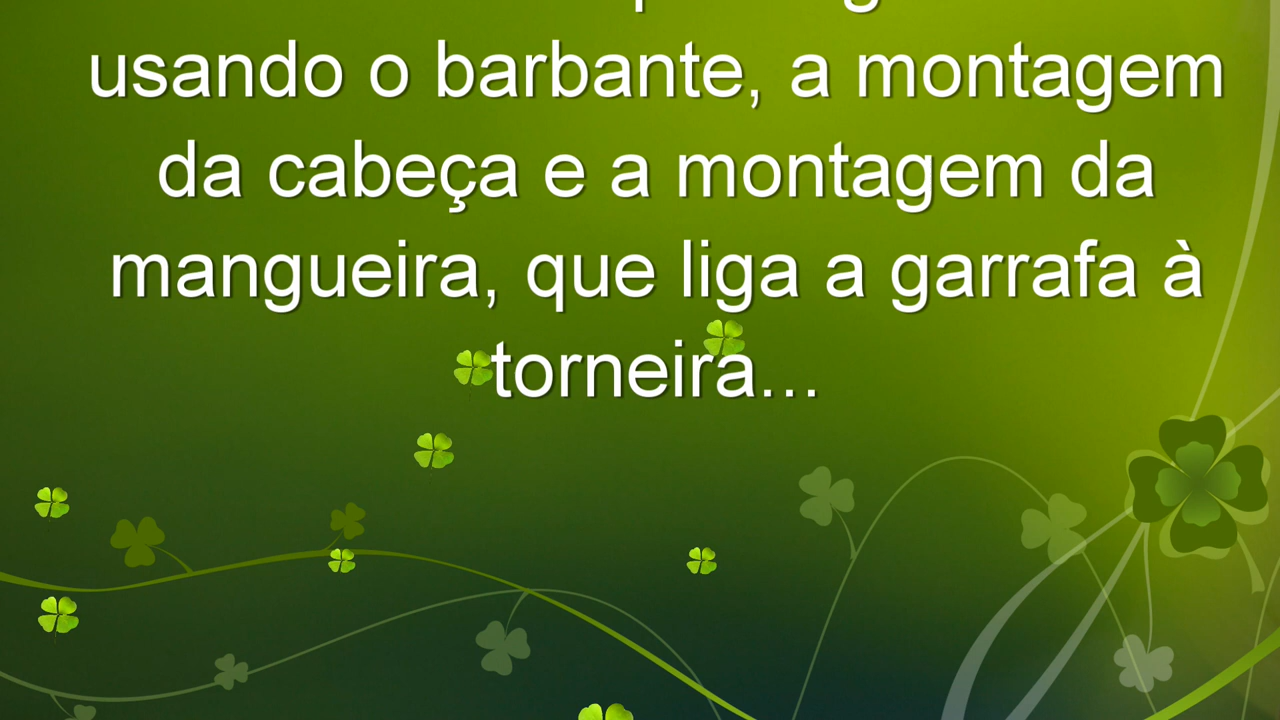 usando o barbante, a montagem
da cabeça e a montagem da
mangueira, que liga a garrafa à
torneira...